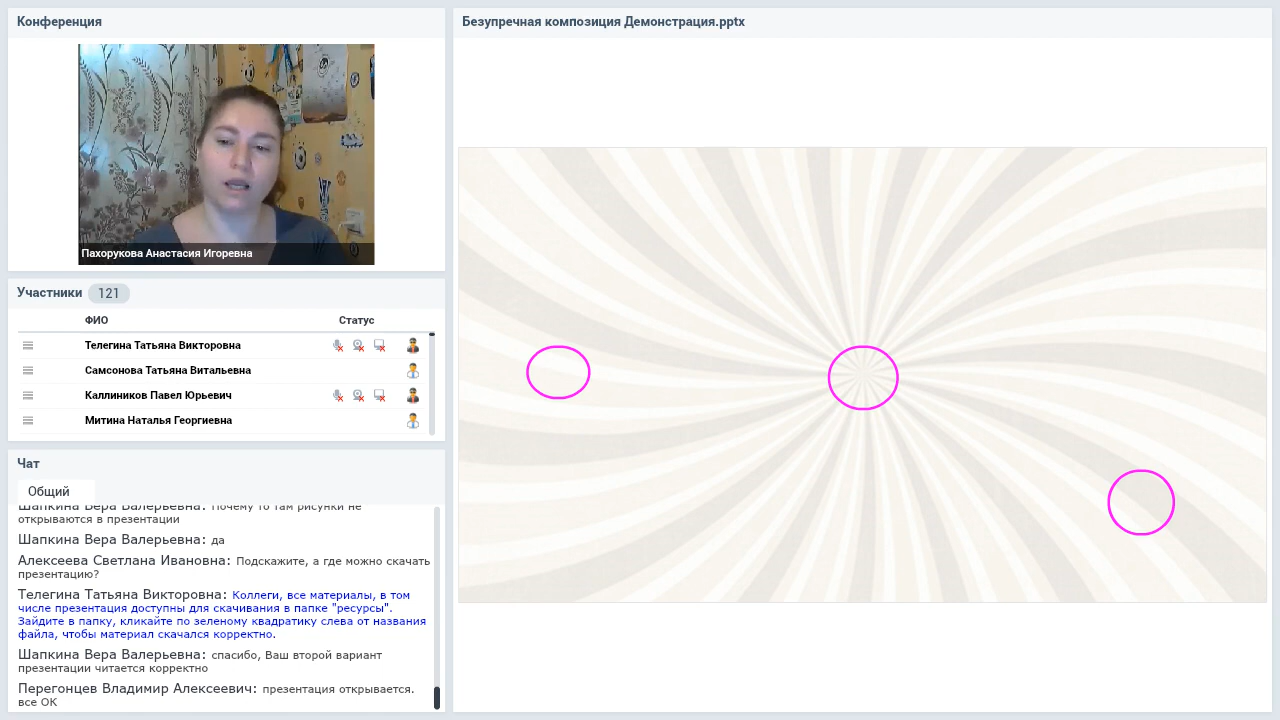 Конференция
Пахорукова Анастасия Игоревна
Участники 121
ФИО Статус
Телегина Татьяна Викторовна
Самсонова Татьяна Витальевна
Каллиников Павел Юрьевич
Митина Наталья Георгиевна
Чат
Общий
Шапкина Вера Валерьевна: Почему то там рисунки не
открываются в презентации
Шапкина Вера Валерьевна: да
Алексеева Светлана Ивановна: Подскажите, а где можно скачать
презентацию?
Телегина Татьяна Викторовна: Коллеги, все материалы, в том
числе презентация доступны для скачивания в папке "ресурсы".
Зайдите в папку, кликайте по зеленому квадратику слева от названия
файла, чтобы материал скачался корректно.
Шапкина Вера Валерьевна: спасибо, Ваш второй вариант
презентации читается корректно
Перегонцев Владимир Алексеевич: презентация открывается.
все ОК
Безупречная композиция Демонстрация.pptx